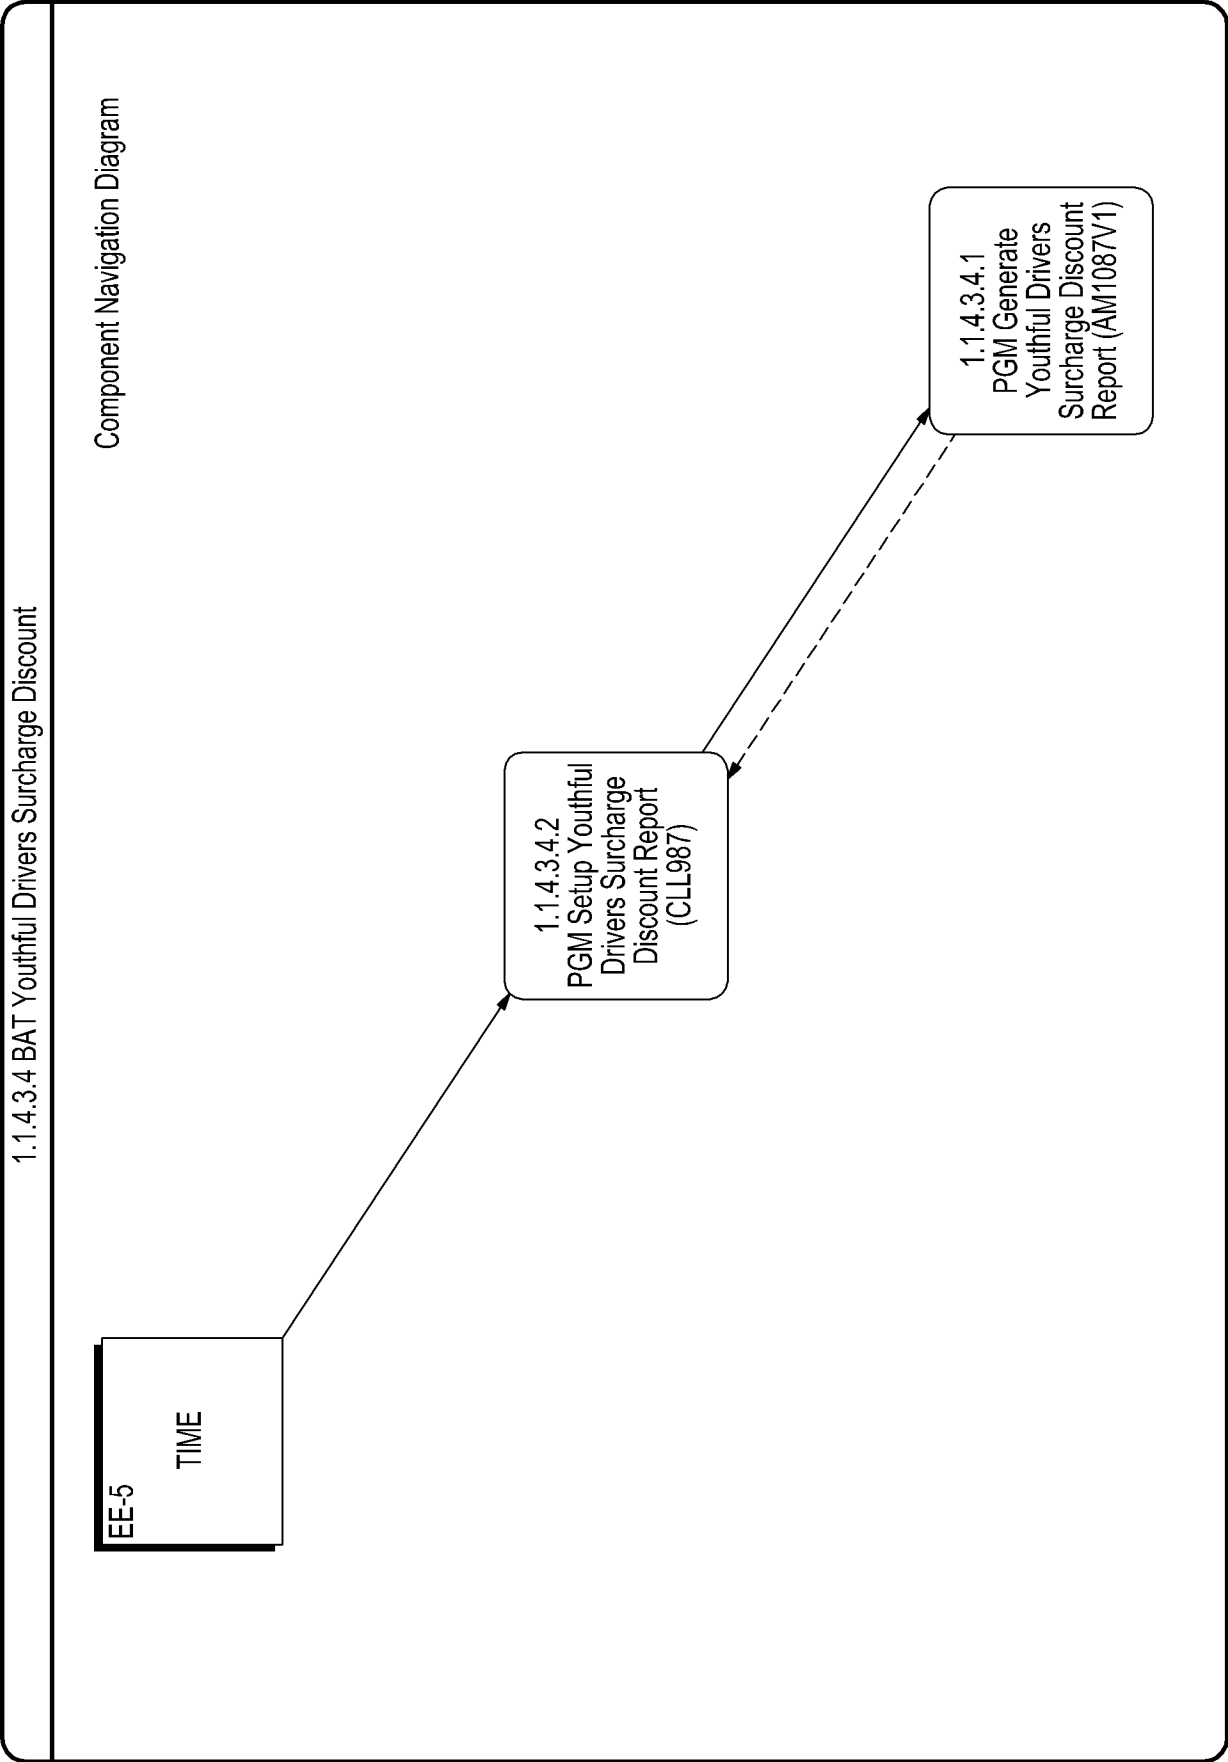 1.1.4.3.4 BAT Youthful Drivers Surcharge Discount
Component Navigation Diagram
EE-5
TIME
1.1.4.3.4.2
PGM Setup Youthful
Drivers Surcharge
Discount Report
(CLL987)
1.1.4.3.4.1
PGM Generate
Youthful Drivers
Surcharge Discount
Report (AM1087V1)